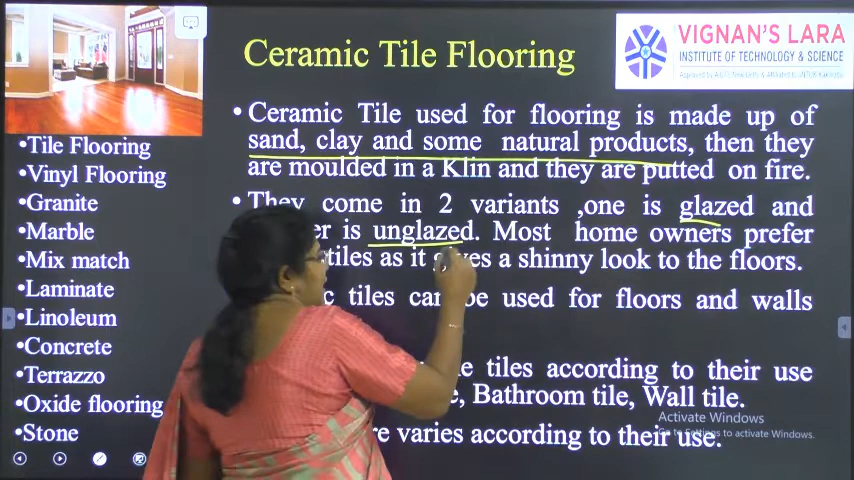 Ceramic Tile Flooring
VIGNAN'S LARA
INSTITUTE OF TECHNOLOGY & SCIENCE
•Tile Flooring
•Vinyl Flooring
•Granite
•Marble
•Mix match
•Laminate
•Linoleum
•Concrete
•Terrazzo
•Oxide flooring
•Stone
• Ceramic Tile used for flooring is made up of
sand, clay and some natural products, then they
are moulded in a Klin and they are putted on fire.
• They come in 2 variants ,one is glazed and
er is unglazed. Most home owners prefer
tiles as it gives a shinny look to the floors.
c tiles can be used for floors and walls
e tiles according to their use
e, Bathroom tile, Wall tile.
re varies according to their use.
Activate Windows
Go to Settings to activate Windows.